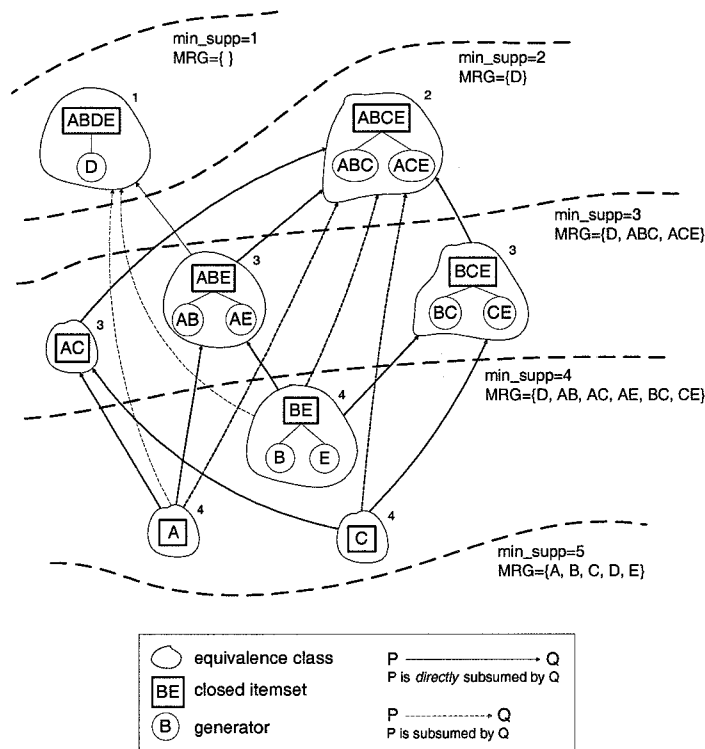 min_supp=1
MRG={ }
min_supp=2
MRG={D}
1
ABDE
D
2
ABCE
ABC ACE
min_supp=3
MRG={D, ABC, ACE}
3
ABE
AB AE
3
BCE
BC CE
3
AC
min_supp=4
MRG={D, AB, AC, AE, BC, CE}
4
BE
B E
4
A
4
C
min_supp=5
MRG={A, B, C, D, E}
equivalence class
BE closed itemset
B generator
P Q
P is directly subsumed by Q
P Q
P is subsumed by Q